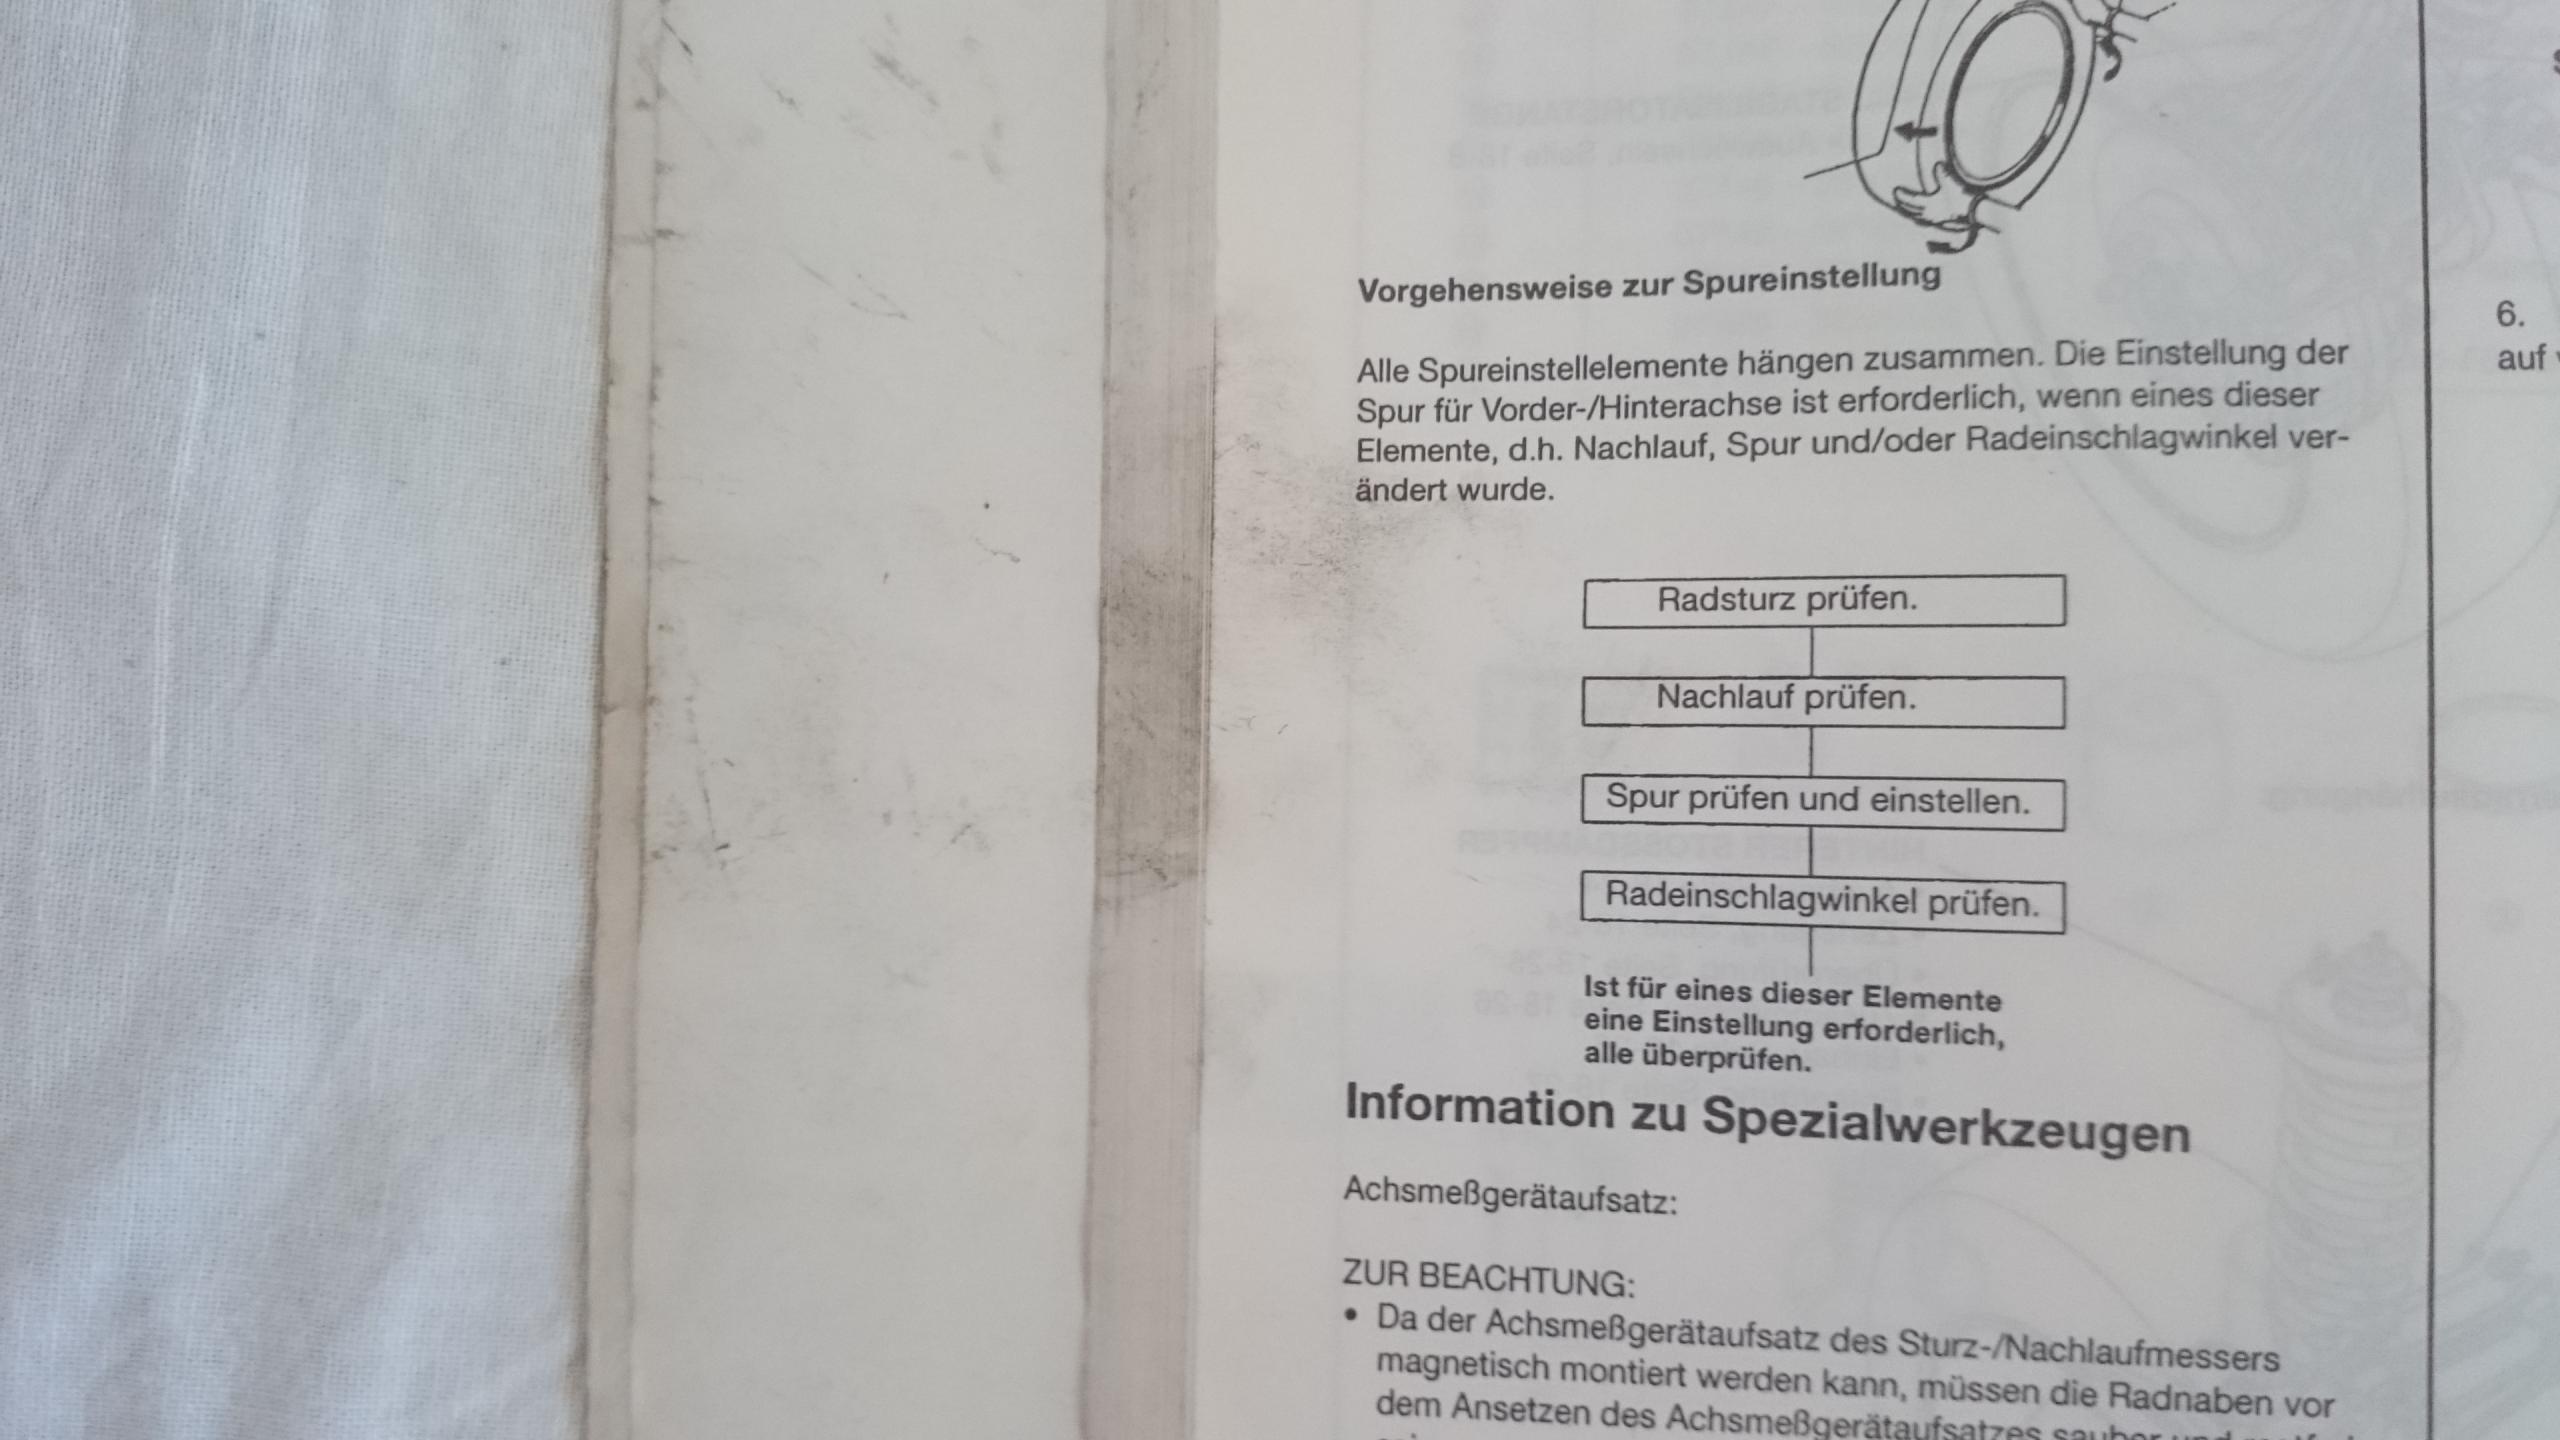 Vorgehensweise zur Spureinstellung
Alle Spureinstellelemente hängen zusammen. Die Einstellung der
Spur für Vorder-/Hinterachse ist erforderlich, wenn eines dieser
Elemente, d.h. Nachlauf, Spur und/oder Radeinschlagwinkel ver-
ändert wurde.
Radsturz prüfen.
Nachlauf prüfen.
Spur prüfen und einstellen.
Radeinschlagwinkel prüfen.
Ist für eines dieser Elemente
eine Einstellung erforderlich,
alle überprüfen.
Information zu Spezialwerkzeugen
Achsmeßgerätaufsatz:
ZUR BEACHTUNG:
• Da der Achsmeßgerätaufsatz des Sturz-/Nachlaufmessers
magnetisch montiert werden kann, müssen die Radnaben vor
dem Ansetzen des Achsmeßgerätaufsatzes sauber und
6.
auf